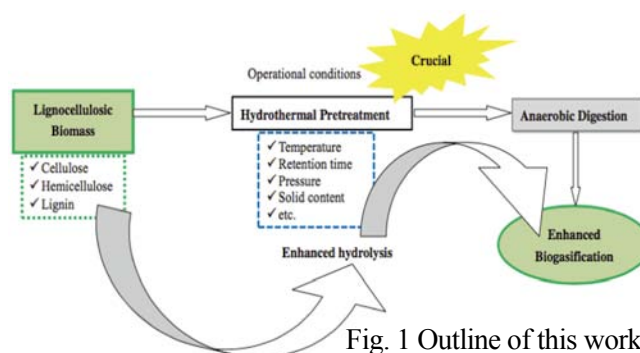 Operational conditions
Crucial
Lignocellulosic
Biomass
Hydrothermal Pretreatment
Anaerobic Digestion
✓ Cellulose
✓ Hemicellulose
✓ Lignin
✓ Temperature
✓ Retention time
✓ Pressure
✓ Solid content
✓ etc.
Enhanced hydrolysis
Enhanced
Biogasification
Fig. 1 Outline of this work